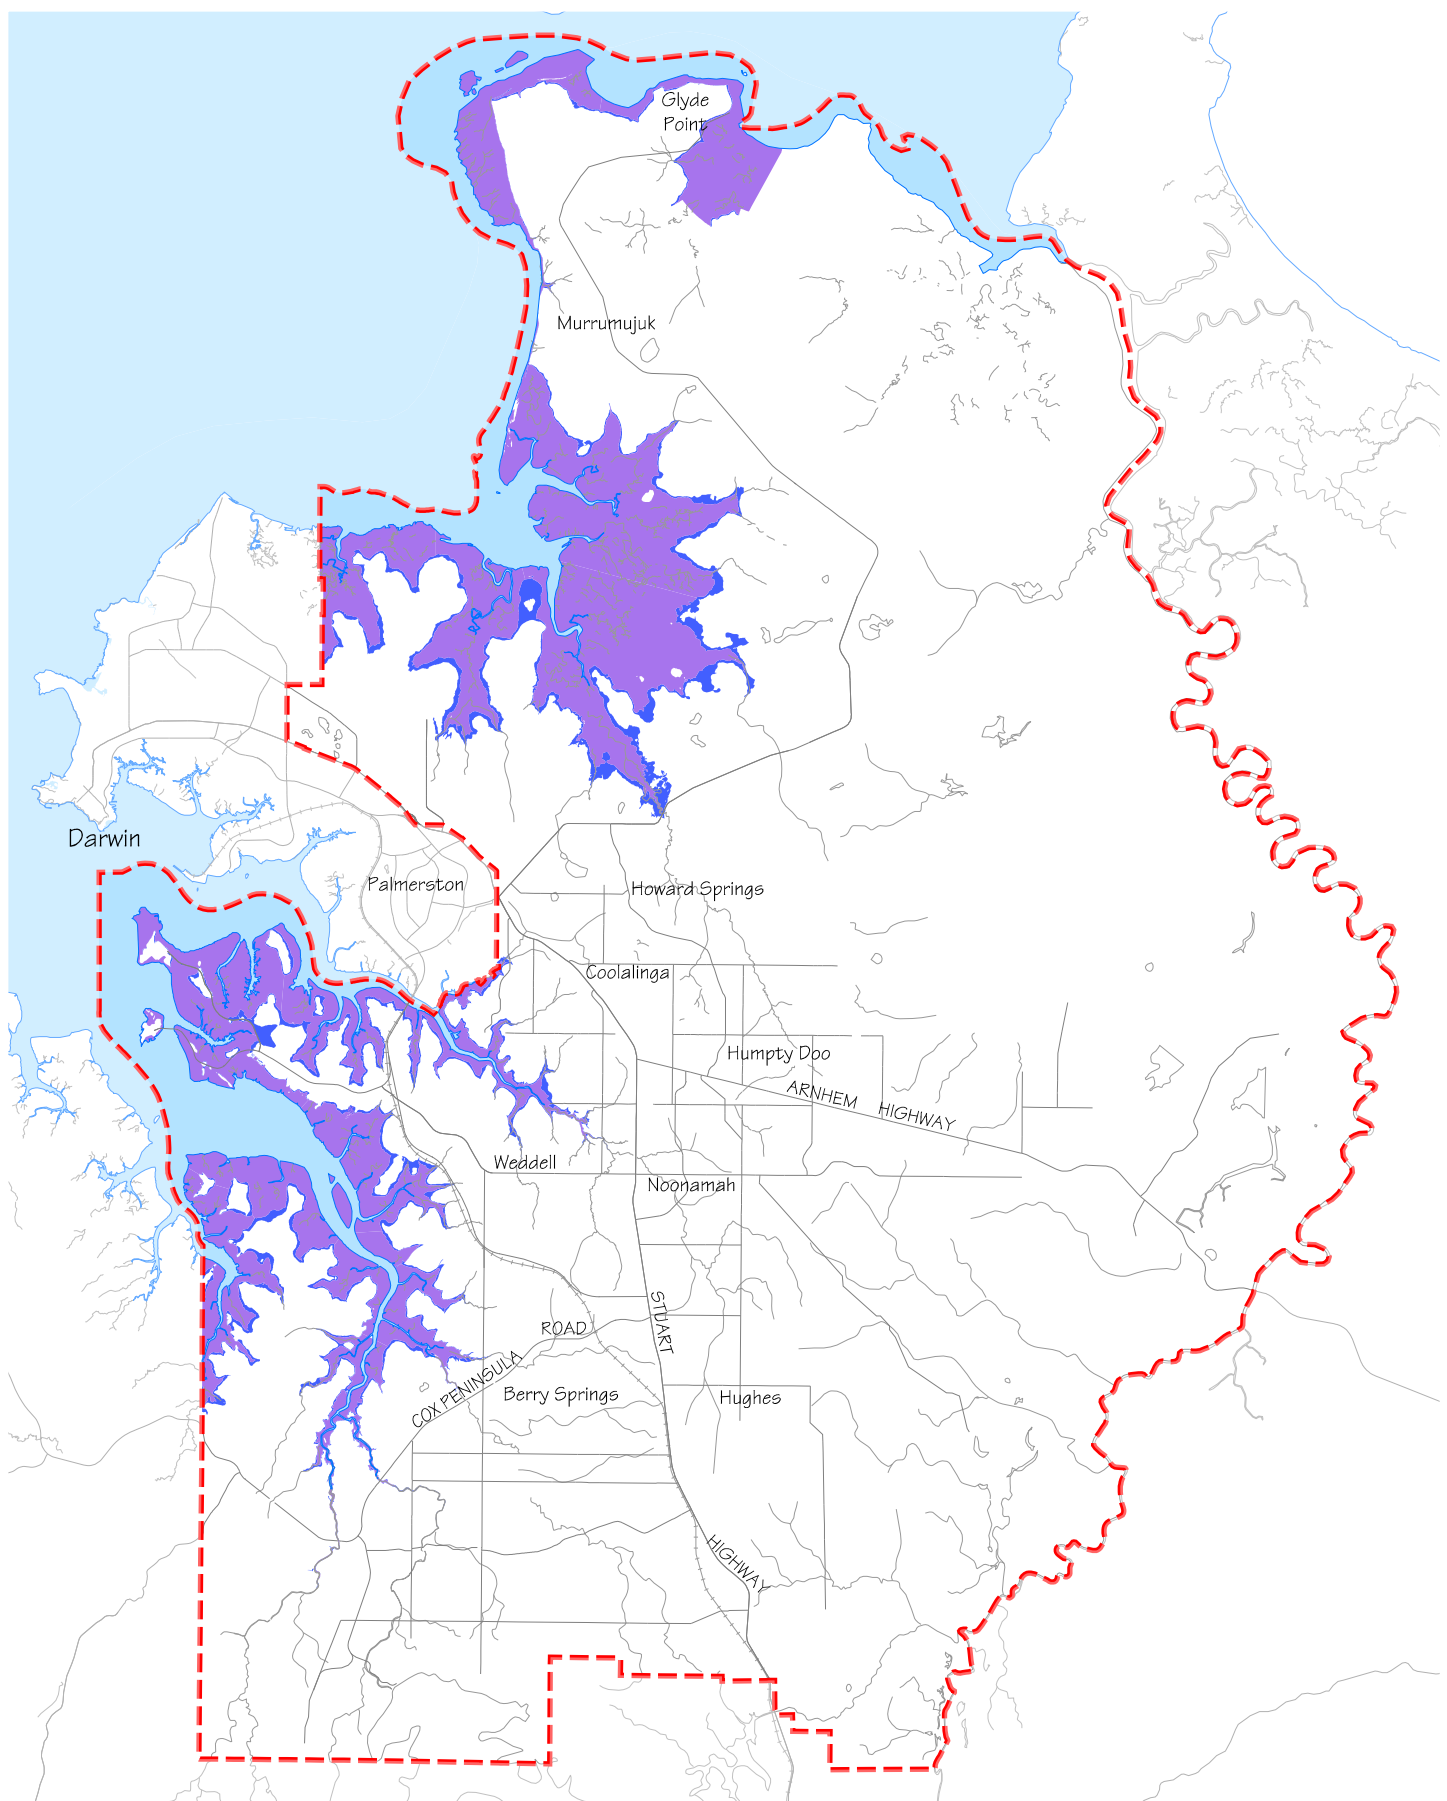 Glyde
Point
Murrumujuk
Darwin
Palmerston
Howard Springs
Coolalinga
Humpty Doo
ARNHEM HIGHWAY
Weddell
Noonamah
STUART
ROAD
COX PENINSULA
Berry Springs
Hughes
HIGHWAY